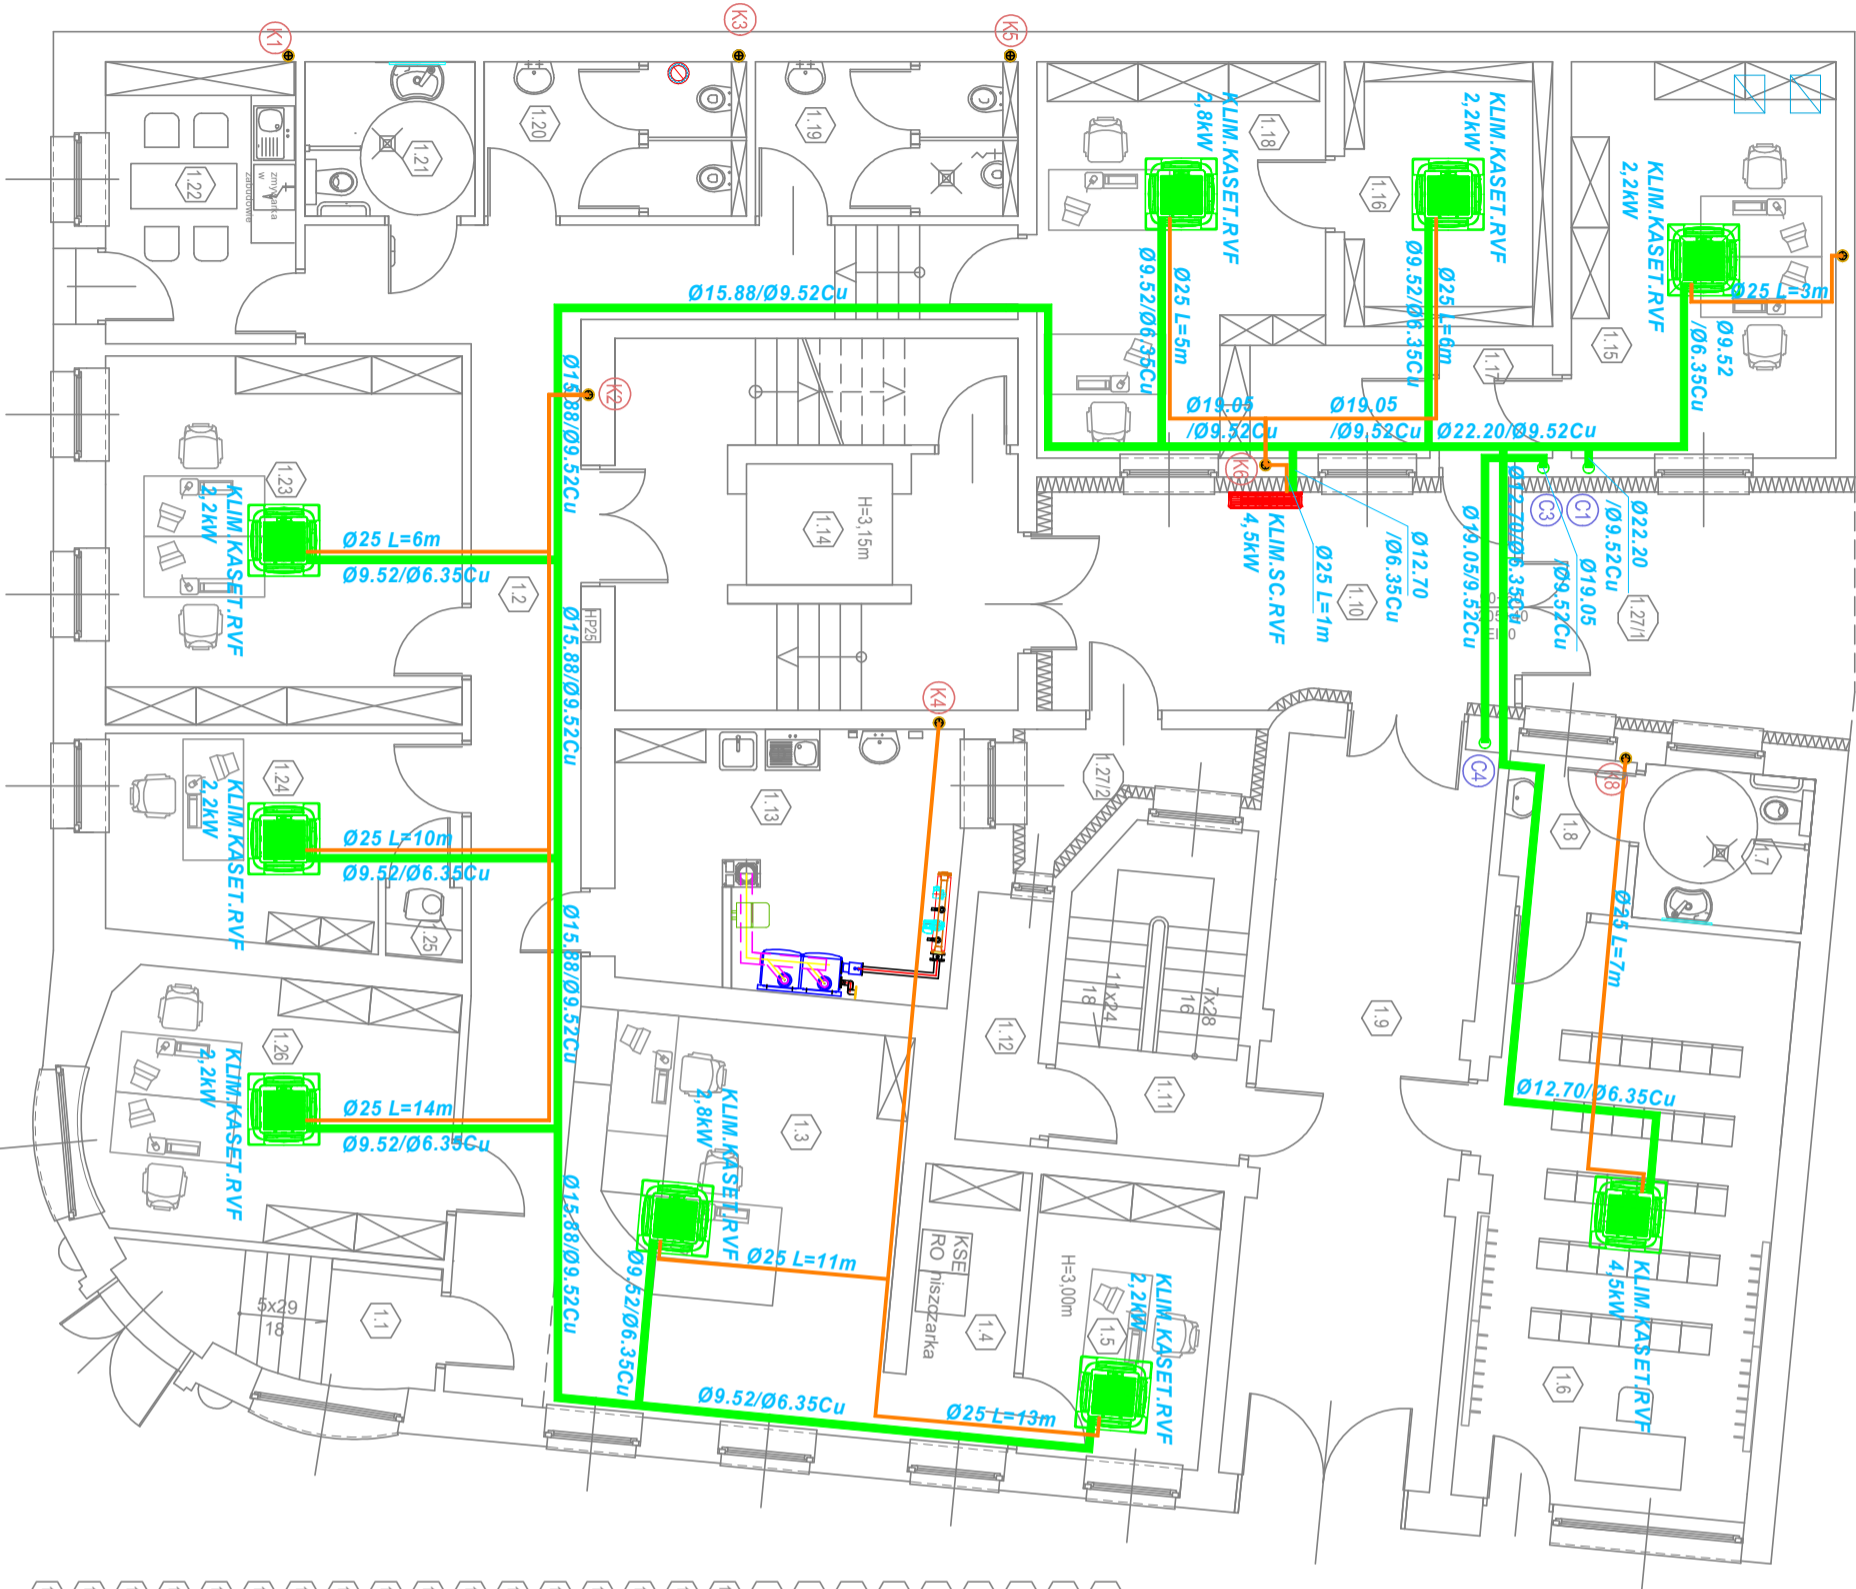 K1
K3
K5
1.22
zmywarka
w
zabudowie
1.21
1.20
1.19
KLIM.KASET.RVF
2,8kW
1.18
KLIM.KASET.RVF
2,2kW
1.16
KLIM.KASET.RVF
2,2kW
Ø25 L=3m
Ø9.52
/Ø6.35Cu
1.15
1.17
Ø15.88/Ø9.52Cu
Ø9.52/Ø6.35Cu
Ø25 L=5m
Ø9.52/Ø6.35Cu
Ø25 L=6m
Ø19.05
/Ø9.52Cu
Ø19.05
/Ø9.52Cu
Ø22.20/Ø9.52Cu
K2
Ø15.88/Ø9.52Cu
K6
KLIM.SC.RVF
4,5kW
Ø25 L=1m
Ø12.70
/Ø6.35Cu
1.10
C3
C1
Ø22.20
/Ø9.52Cu
Ø19.05
/Ø9.52Cu
Ø12.70/Ø6.35Cu
Ø19.05/9.52Cu
1.27/1
1.14
H=3,15m
1.23
KLIM.KASET.RVF
2,2kW
Ø25 L=6m
Ø9.52/Ø6.35Cu
1.2
HP25
Ø15.88/Ø9.52Cu
K4
C4
K8
1.27/2
1.13
1.8
1.7
1.24
KLIM.KASET.RVF
2,2kW
Ø25 L=10m
Ø9.52/Ø6.35Cu
1.25
Ø15.88/Ø9.52Cu
Ø25 L=7m
7x28
16
11x24
18
1.12
1.9
1.11
1.26
KLIM.KASET.RVF
2,2kW
Ø25 L=14m
Ø9.52/Ø6.35Cu
Ø15.88/Ø9.52Cu
1.3
KLIM.KASET.RVF
2,8kW
Ø25 L=11m
Ø9.52/Ø6.35Cu
Ø12.70/Ø6.35Cu
KSE
RO niszczarka
1.4
H=3,00m
1.5
KLIM.KASET.RVF
2,2kW
KLIM.KASET.RVF
4,5kW
1.6
5x29
18
1.1
Ø9.52/Ø6.35Cu
Ø25 L=13m